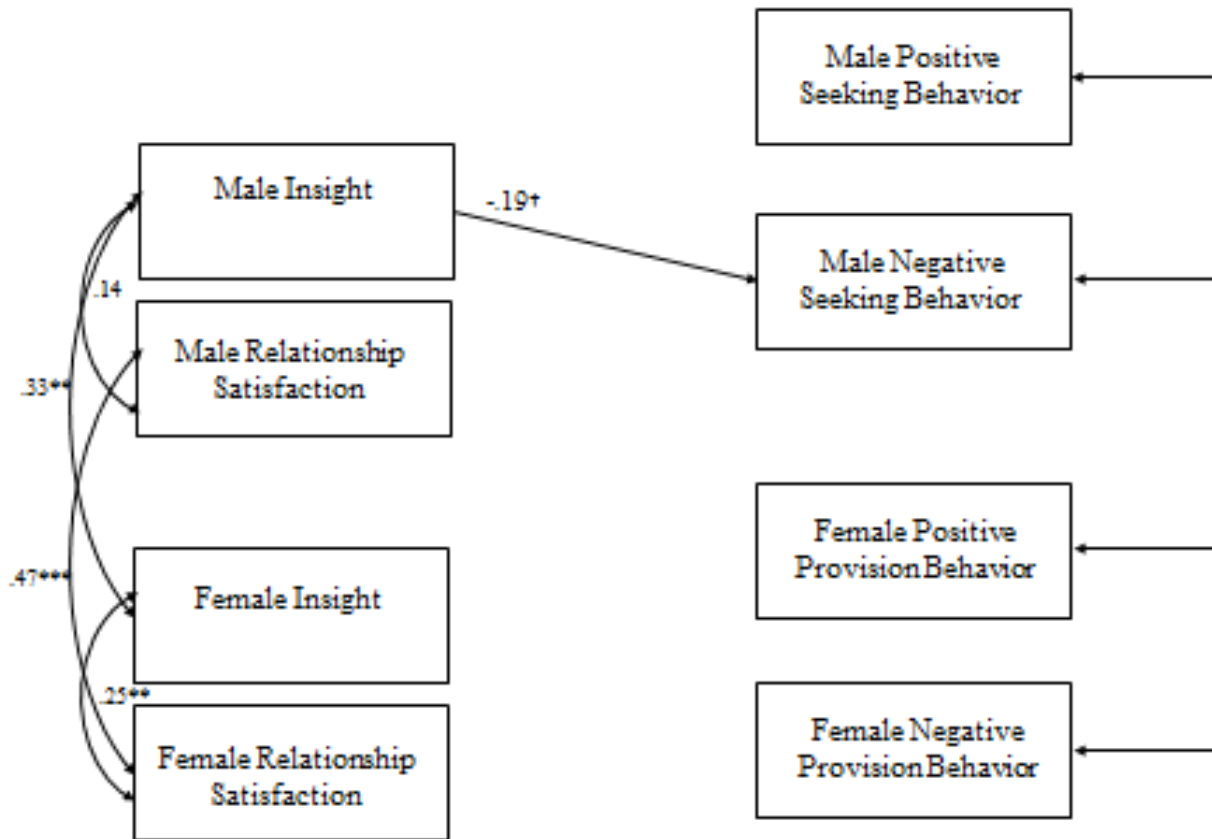 Male Positive
Seeking Behavior
Male Insight
-.19†
Male Negative
Seeking Behavior
.14
Male Relationship
Satisfaction
.33**
Female Positive
Provision Behavior
.47***
Female Insight
.25**
Female Negative
Provision Behavior
Female Relationship
Satisfaction